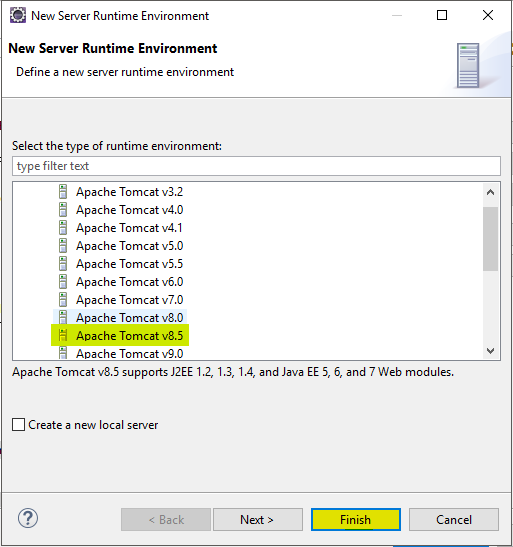 New Server Runtime Environment
New Server Runtime Environment
Define a new server runtime environment
Select the type of runtime environment:
type filter text
Apache Tomcat v3.2
Apache Tomcat v4.0
Apache Tomcat v4.1
Apache Tomcat v5.0
Apache Tomcat v5.5
Apache Tomcat v6.0
Apache Tomcat v7.0
Apache Tomcat v8.0
Apache Tomcat v8.5
Apache Tomcat v9.0
Apache Tomcat v8.5 supports J2EE 1.2, 1.3, 1.4, and Java EE 5, 6, and 7 Web modules.
Create a new local server
? < Back Next > Finish Cancel